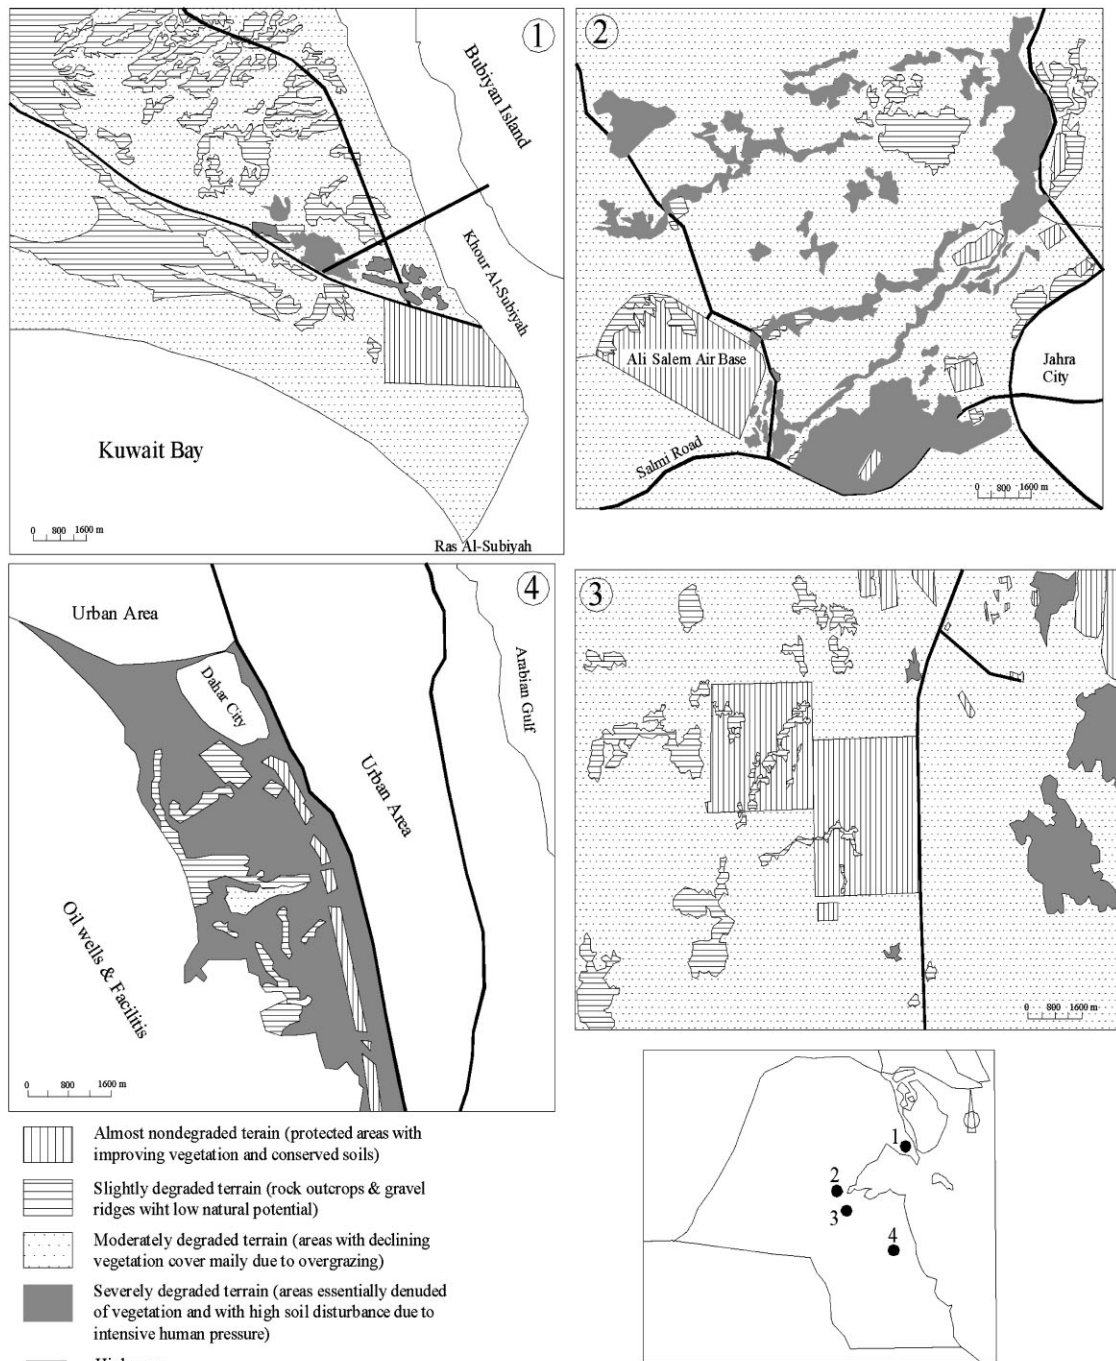 1
Bubiyan Island
Khour Al-Subiyah
Kuwait Bay
0 800 1600 m
Ras Al-Subiyah
2
Ali Salem Air Base
Jahra
City
Salmi Road
0 800 1600 m
4
Urban Area
Dahar City
Arabian Gulf
Urban Area
Oil wells & Facilitis
0 800 1600 m
3
0 800 1600 m
1
2
3
4
Almost nondegraded terain (protected areas with
improving vegetation and conserved soils)
Slightly degraded terrain (rock outcrops & gravel
ridges wiht low natural potential)
Moderately degraded terrain (areas with declining
vegetation cover maily due to overgrazing)
Severely degraded terrain (areas essentially denuded
of vegetation and with high soil disturbance due to
intensive human pressure)